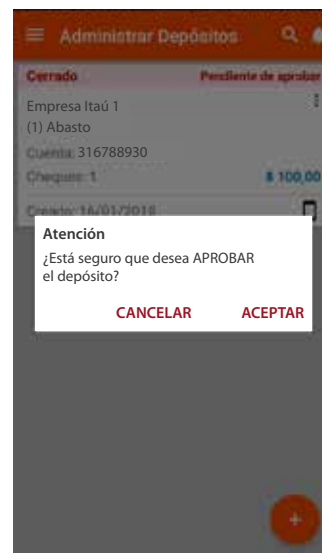 Administrar Depósitos
Cerrado Pendiente de aprobar
Empresa Itaú 1
(1) Abasto
Cuenta: 316788930
Cheques: 1 $ 100,00
Creado: 16/01/2018
Atención
¿Está seguro que desea APROBAR
el depósito?
CANCELAR ACEPTAR